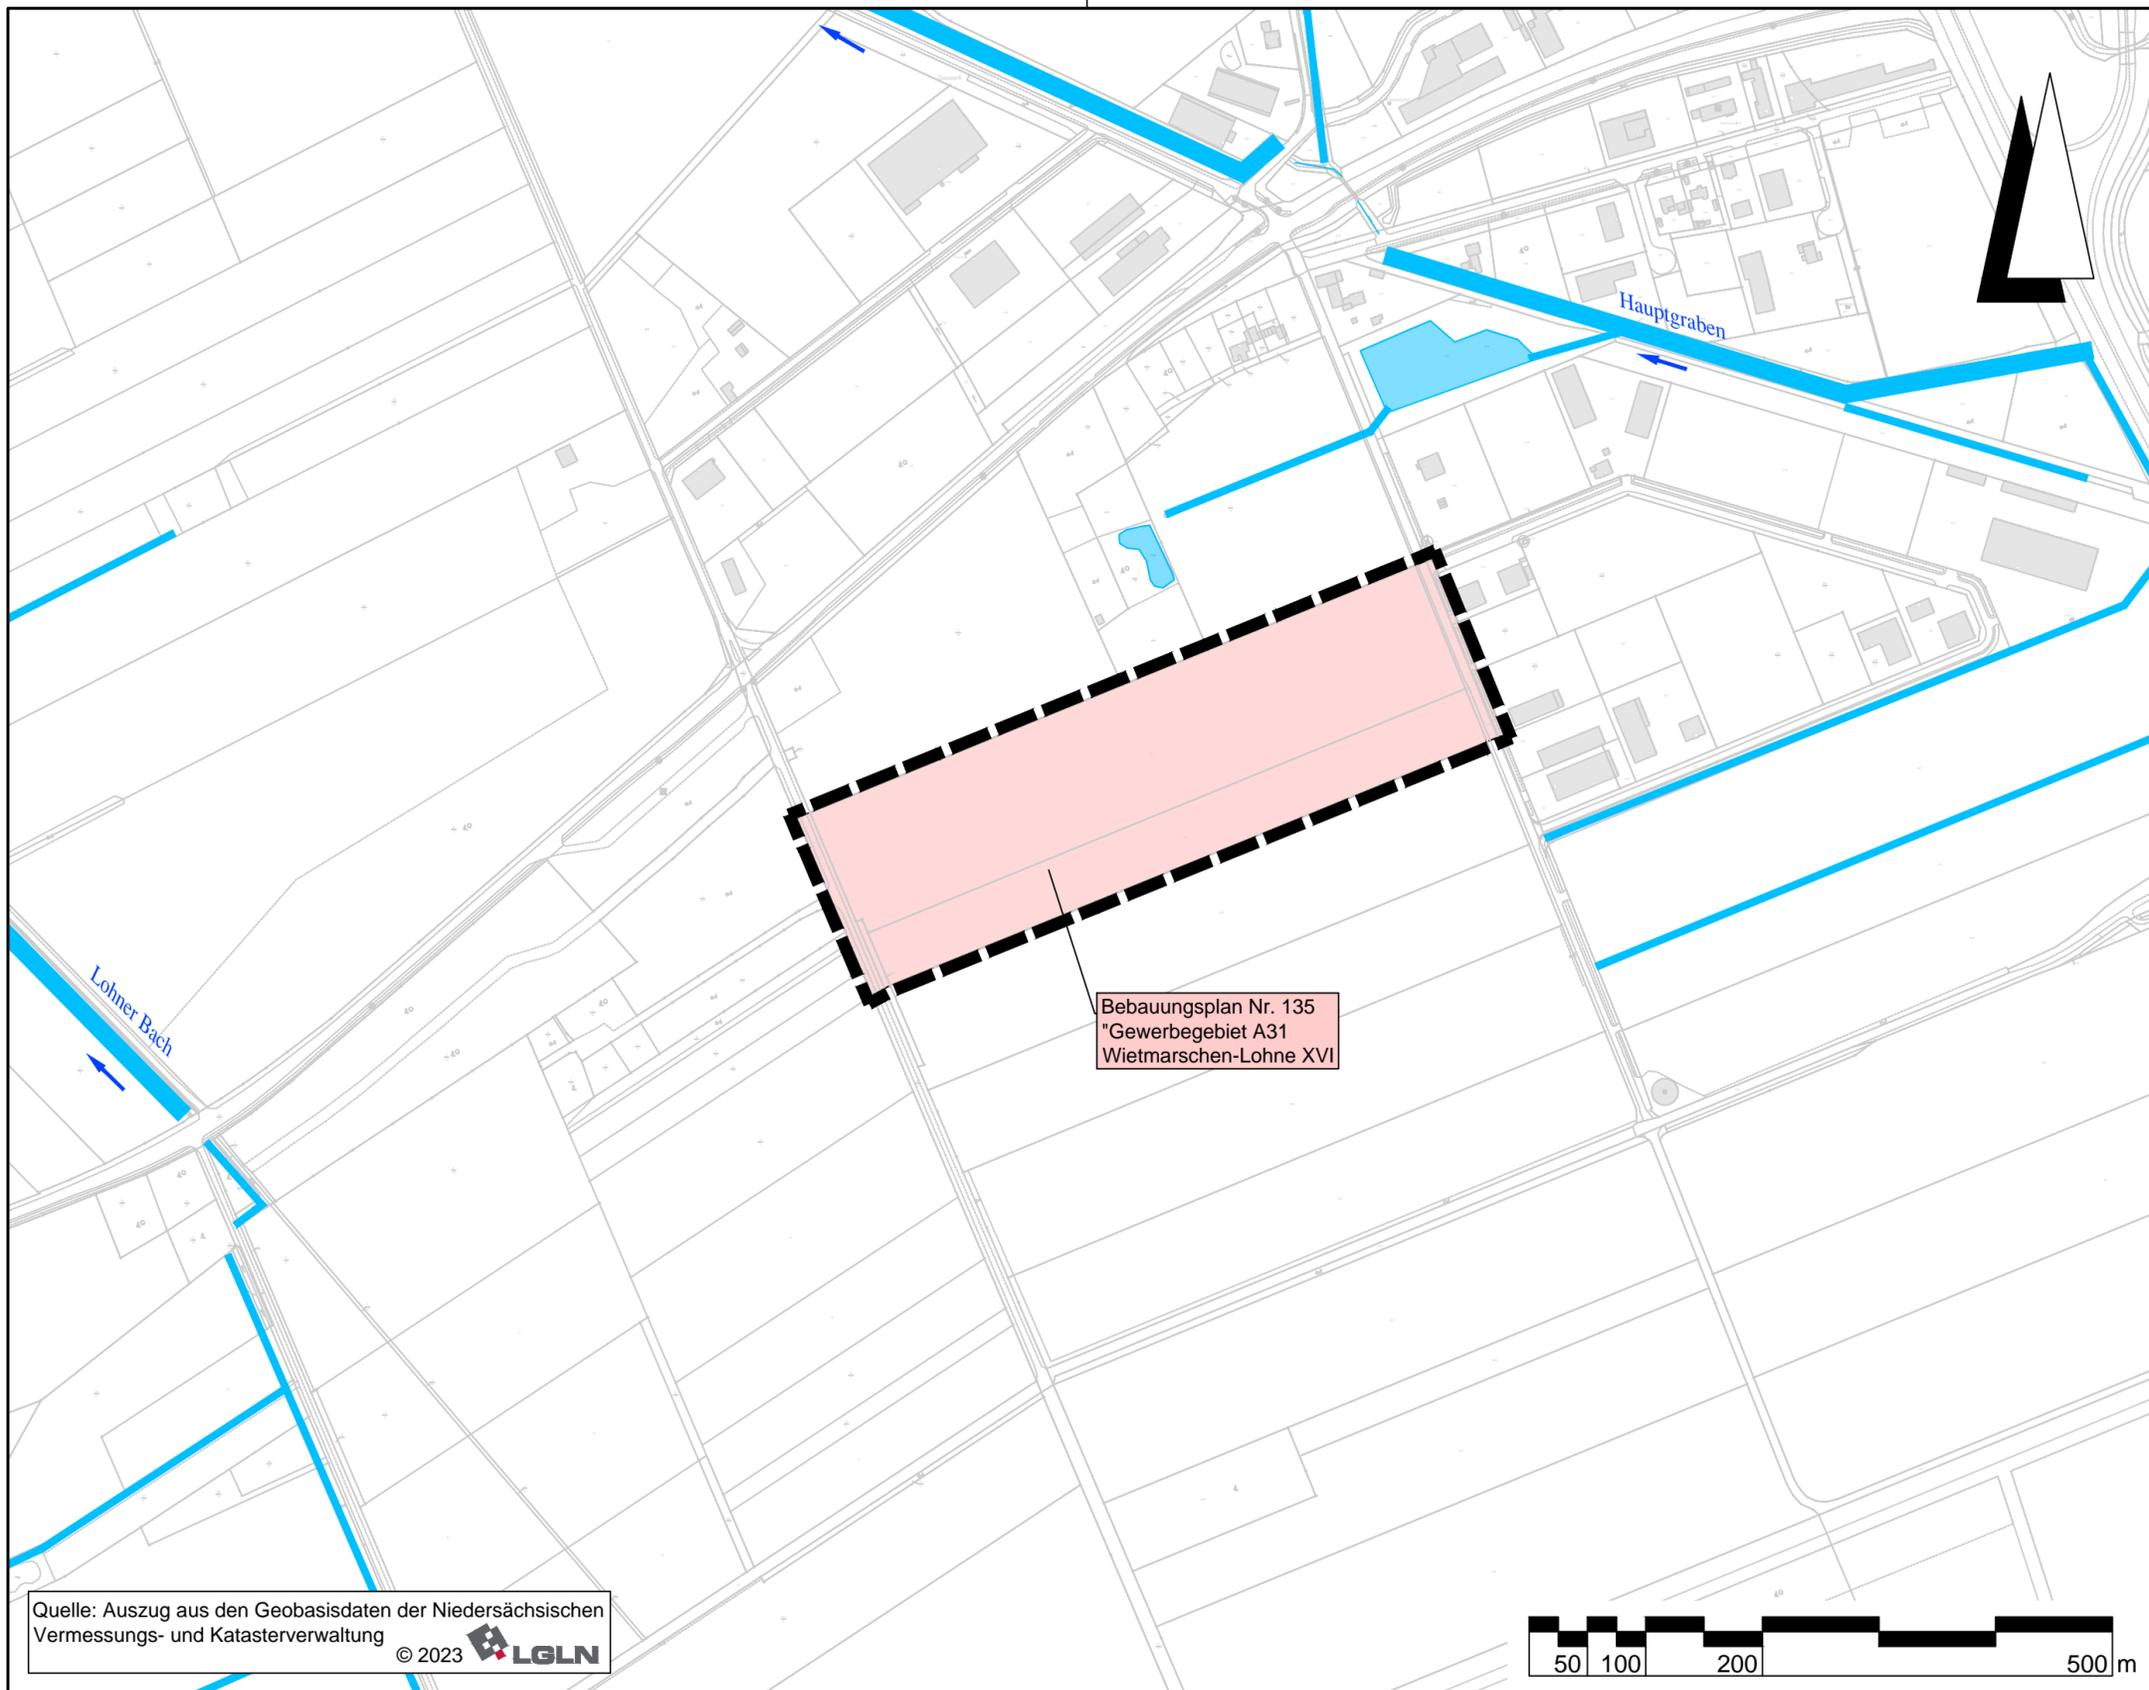 Hauptgraben
Lohner Bach
Bebauungsplan Nr. 135
"Gewerbegebiet A31
Wietmarschen-Lohne XVI
Quelle: Auszug aus den Geobasisdaten der Niedersächsischen
Vermessungs- und Katasterverwaltung
© 2023 LGLN
50 100 200 500 m